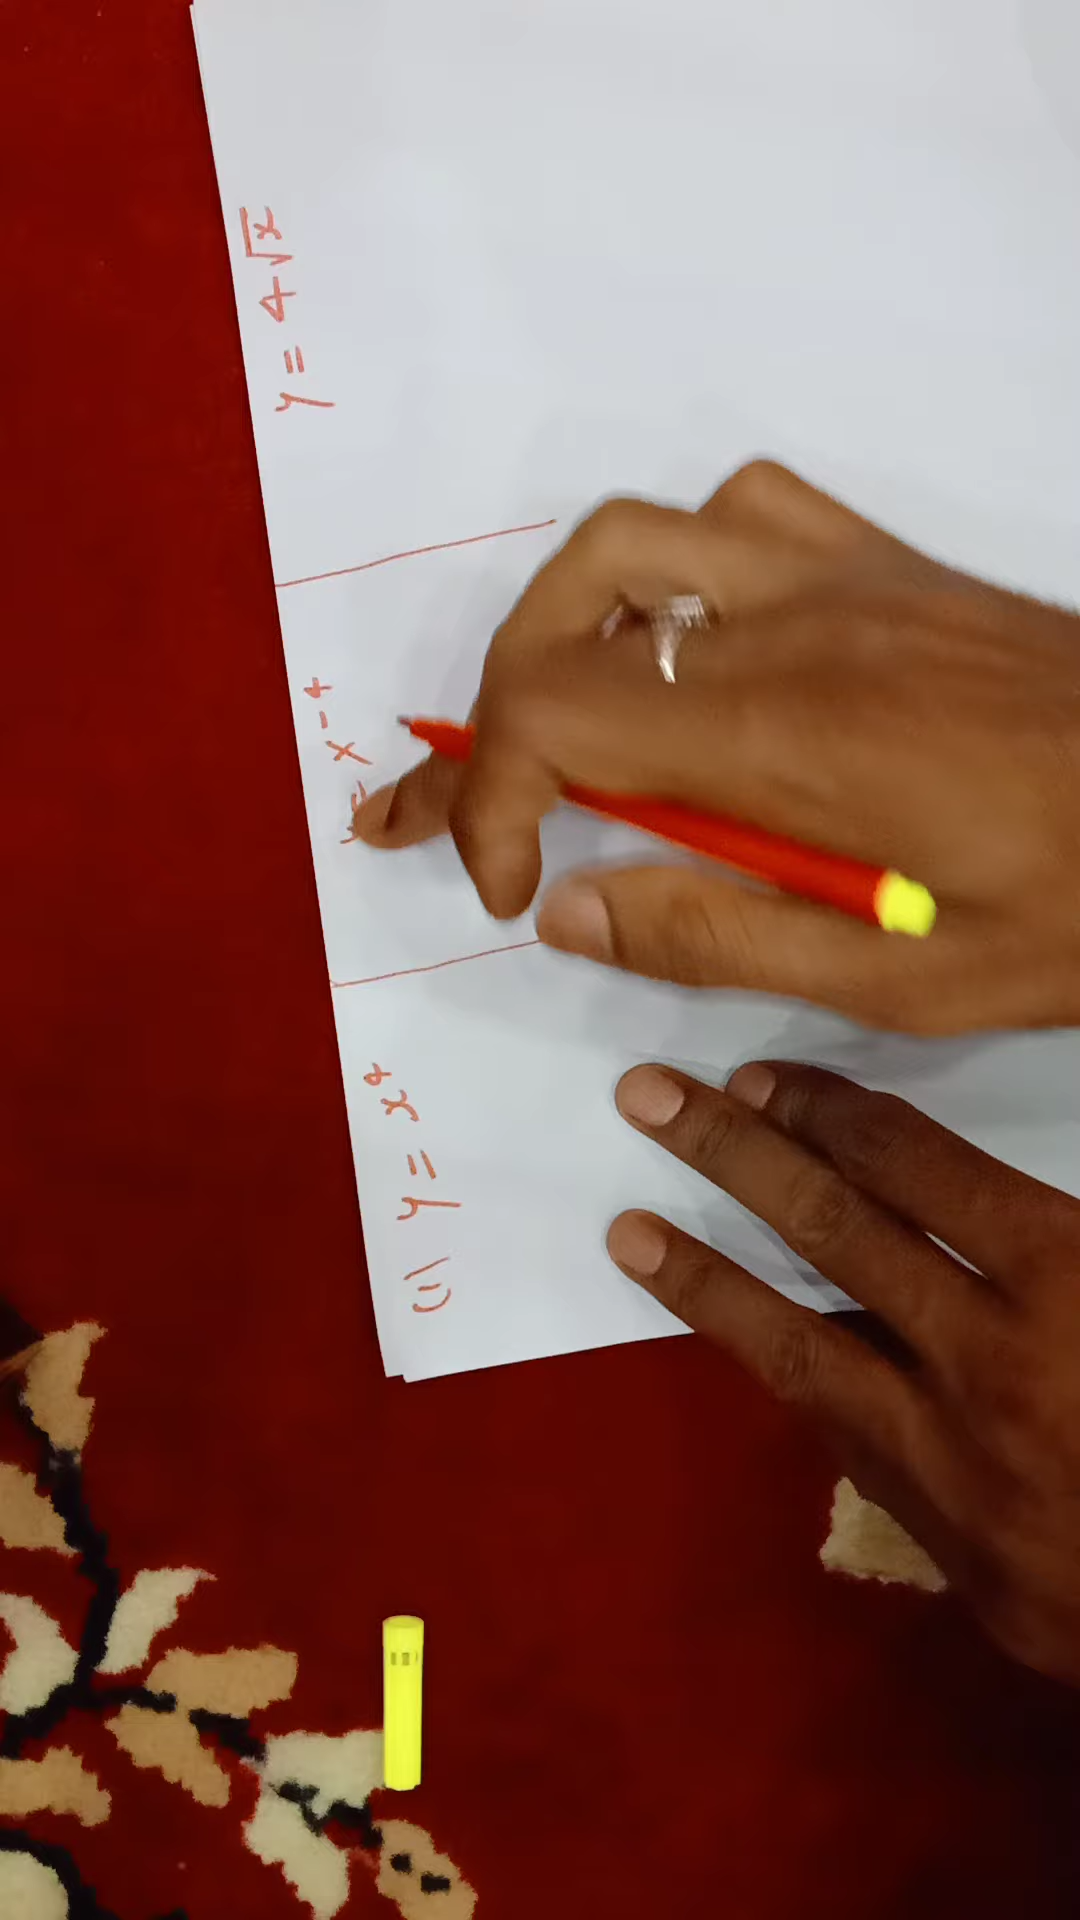 (1) y = x⁴
y = x⁻⁴
y = 4√x